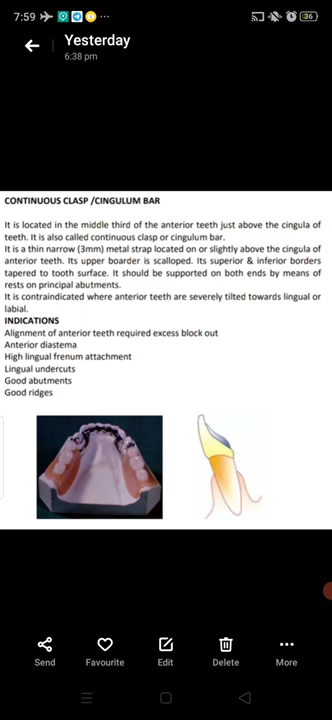 7:59
36
Yesterday
6:38 pm
CONTINUOUS CLASP /CINGULUM BAR
It is located in the middle third of the anterior teeth just above the cingula of
teeth. It is also called continuous clasp or cingulum bar.
It is a thin narrow (3mm) metal strap located on or slightly above the cingula of
anterior teeth. Its upper boarder is scalloped. Its superior & inferior borders
tapered to tooth surface. It should be supported on both ends by means of
rests on principal abutments.
It is contraindicated where anterior teeth are severely tilted towards lingual or
labial.
INDICATIONS
Alignment of anterior teeth required excess block out
Anterior diastema
High lingual frenum attachment
Lingual undercuts
Good abutments
Good ridges
Send
Favourite
Edit
Delete
More